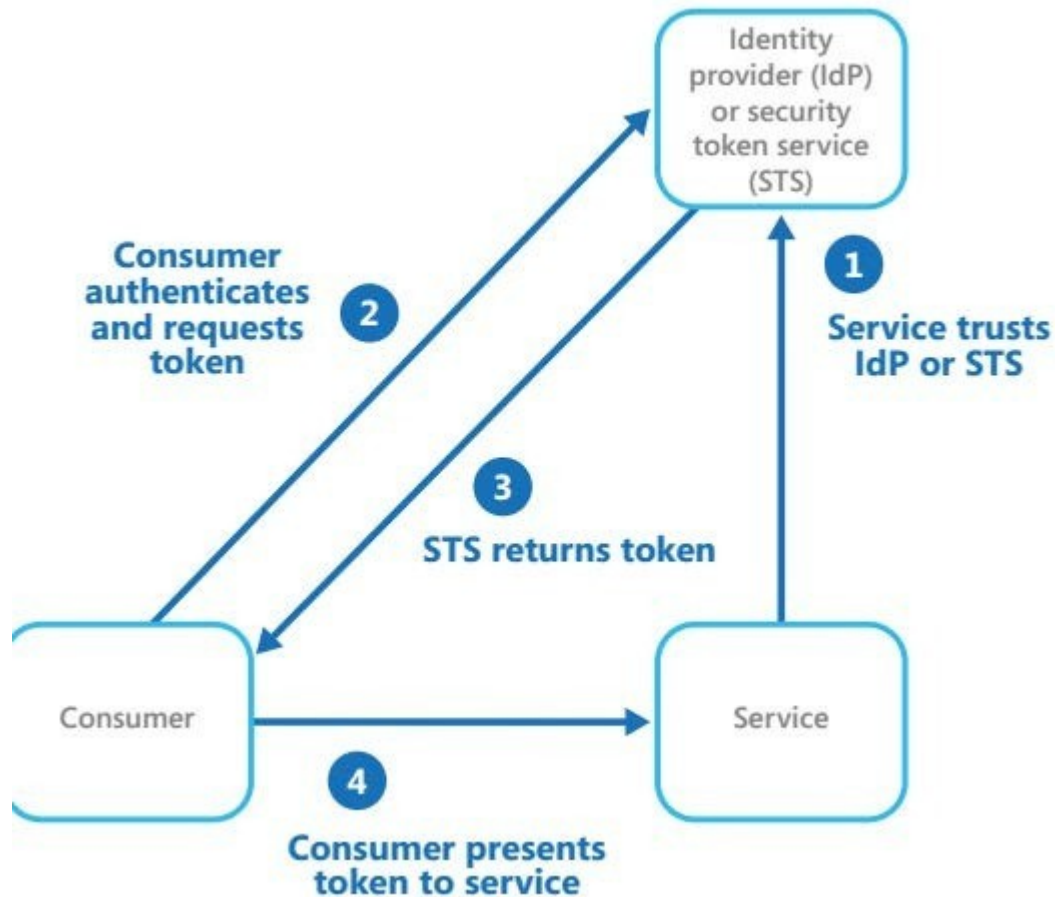 Identity
provider (IdP)
or security
token service
(STS)
1
Service trusts
IdP or STS
Consumer
authenticates
and requests
token
2
3
STS returns token
Consumer
Service
4
Consumer presents
token to service